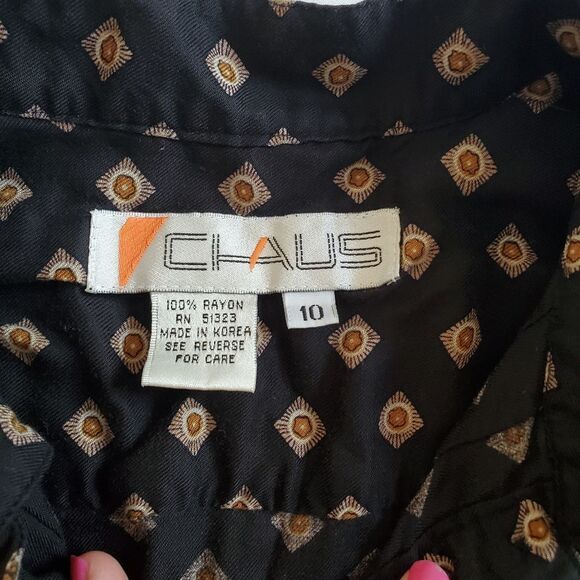 CHAUS
10
100% RAYON
RN 51323
MADE IN KOREA
SEE REVERSE
FOR CARE